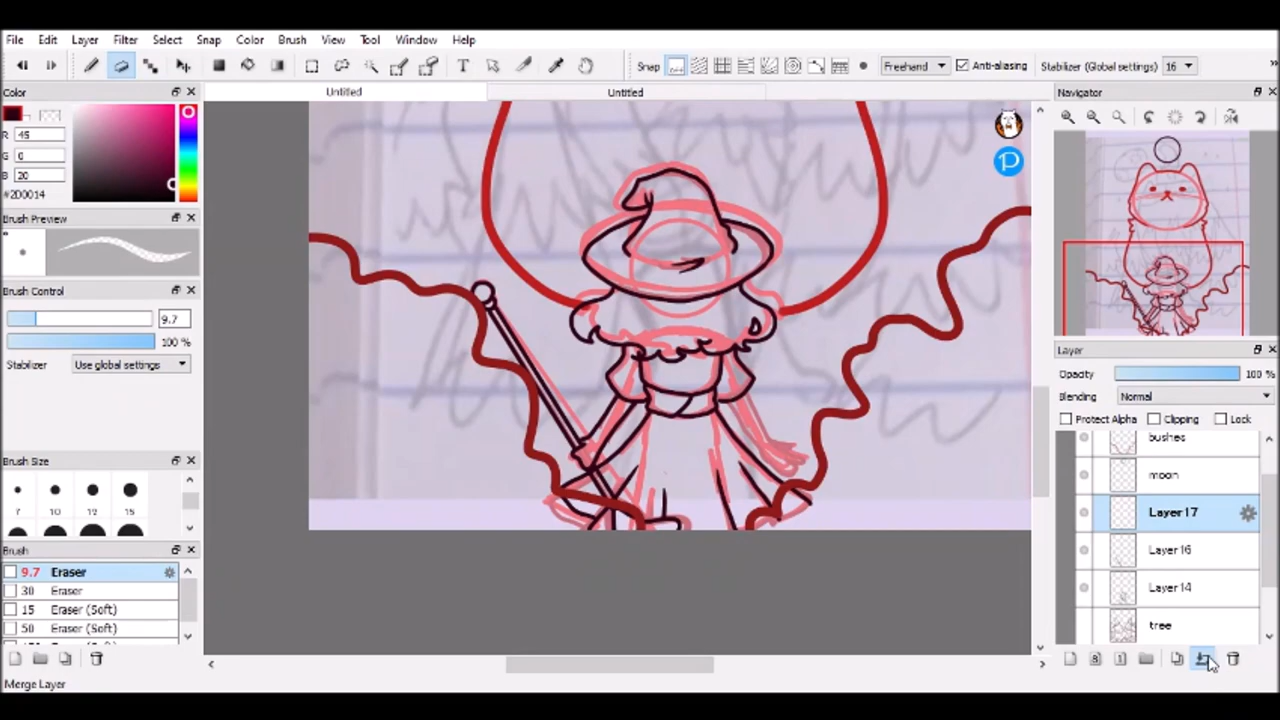 File Edit Layer Filter Select Snap Color Brush View Tool Window Help
Snap Freehand Anti-aliasing Stabilizer (Global settings) 16
Color
Untitled Untitled
Navigator
R 45
G 0
B 20
#2D0014
Brush Preview
Brush Control
9.7
100 %
Stabilizer Use global settings
Brush Size
7 10 12 15
Brush
9.7 Eraser
30 Eraser
15 Eraser (Soft)
50 Eraser (Soft)
Merge Layer
Layer
Opacity 100 %
Blending Normal
Protect Alpha Clipping Lock
bushes
moon
Layer 17
Layer 16
Layer 14
tree